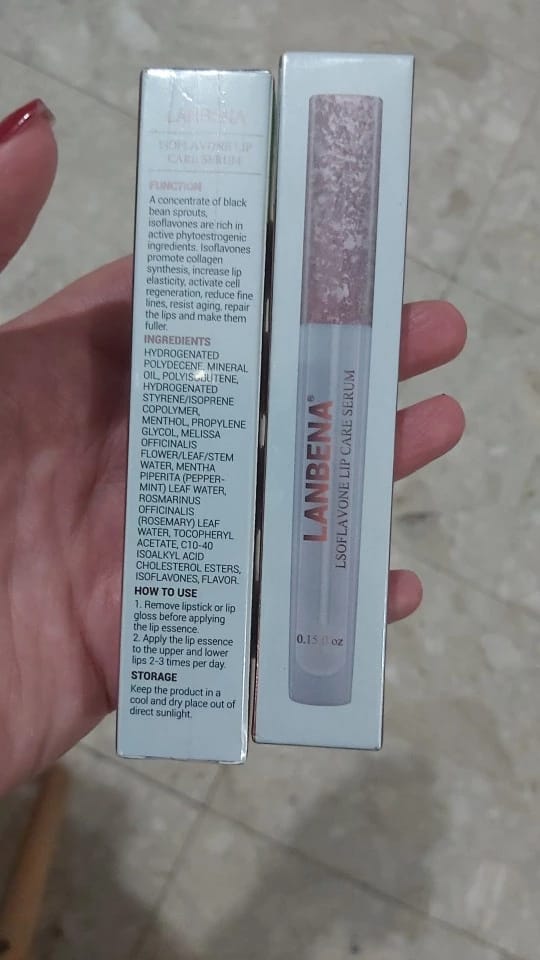 LANBENA
ISOFLAVONE LIP
CARE SERUM
FUNCTION
A concentrate of black
bean sprouts,
isoflavones are rich in
active phytoestrogenic
ingredients. Isoflavones
promote collagen
synthesis, increase lip
elasticity, activate cell
regeneration, reduce fine
lines, resist aging, repair
the lips and make them
fuller.
INGREDIENTS
HYDROGENATED
POLYDECENE, MINERAL
OIL, POLYISOBUTENE,
HYDROGENATED
STYRENE/ISOPRENE
COPOLYMER,
MENTHOL, PROPYLENE
GLYCOL, MELISSA
OFFICINALIS
FLOWER/LEAF/STEM
WATER, MENTHA
PIPERITA (PEPPER-
MINT) LEAF WATER,
ROSMARINUS
OFFICINALIS
(ROSEMARY) LEAF
WATER, TOCOPHERYL
ACETATE, C10-40
ISOALKYL ACID
CHOLESTEROL ESTERS,
ISOFLAVONES, FLAVOR.
HOW TO USE
1. Remove lipstick or lip
gloss before applying
the lip essence.
2. Apply the lip essence
to the upper and lower
lips 2-3 times per day.
STORAGE
Keep the product in a
cool and dry place out of
direct sunlight.
LANBENA®
LSOFLAVONE LIP CARE SERUM
0.15 fl oz